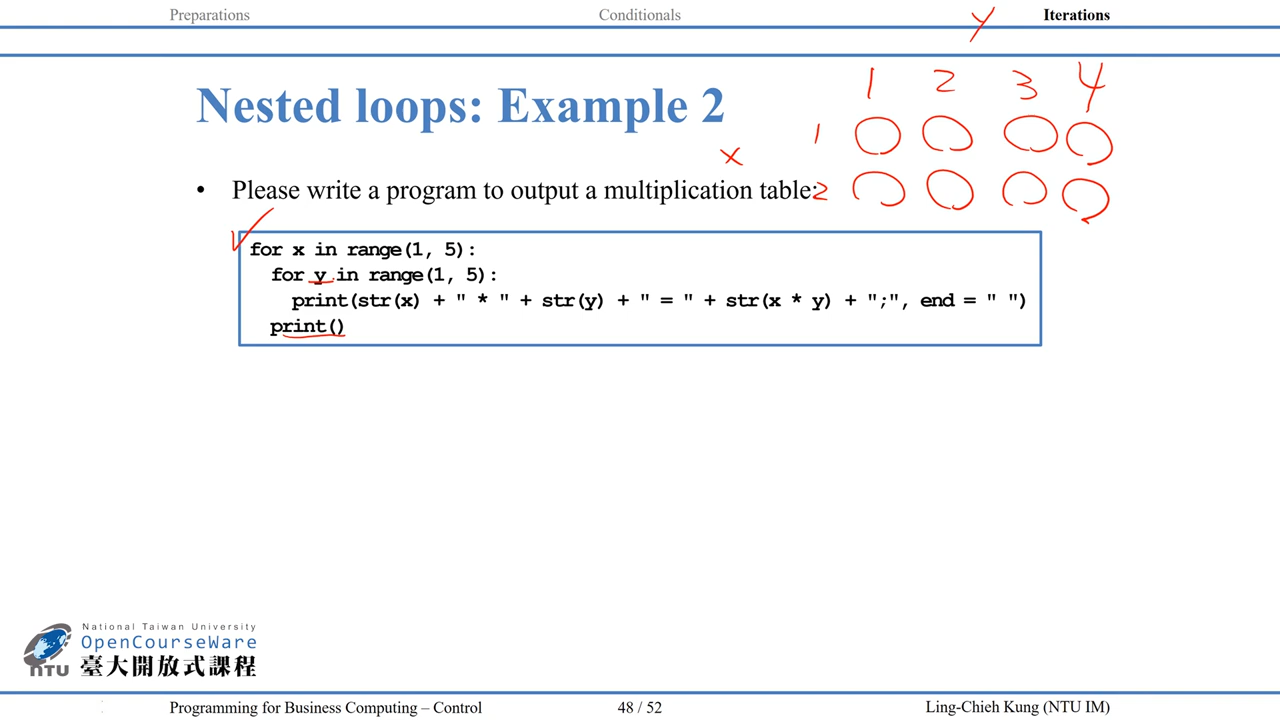 Preparations Conditionals Iterations
y
1 2 3 4
Nested loops: Example 2
1
x
• Please write a program to output a multiplication table:
2
for x in range(1, 5):
for y in range(1, 5):
print(str(x) + " * " + str(y) + " = " + str(x * y) + ";", end = " ")
print()
National Taiwan University
OpenCourseWare
NTU 臺大開放式課程
Programming for Business Computing – Control 48 / 52 Ling-Chieh Kung (NTU IM)